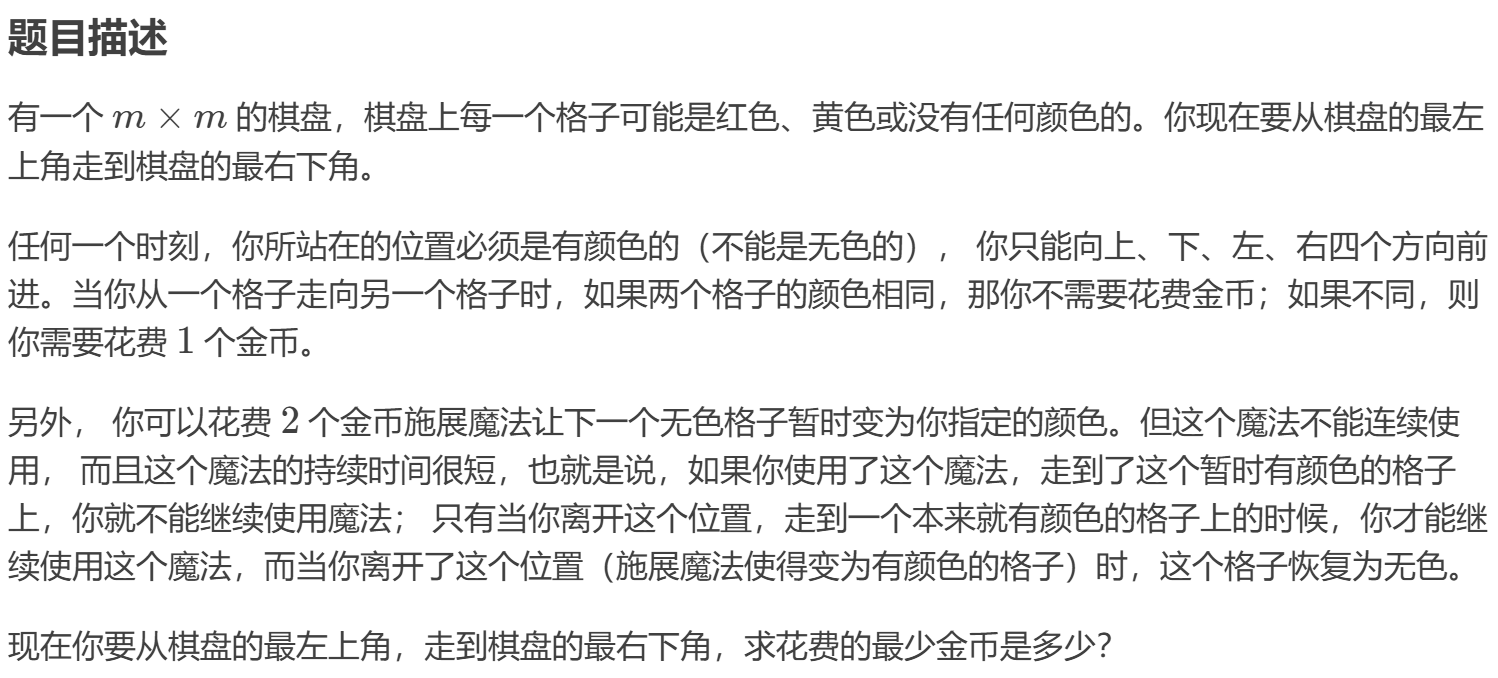 题目描述
有一个 m × m 的棋盘，棋盘上每一个格子可能是红色、黄色或没有任何颜色的。你现在要从棋盘的最左
上角走到棋盘的最右下角。
任何一个时刻，你所站在的位置必须是有颜色的（不能是无色的）， 你只能向上、下、左、右四个方向前
进。当你从一个格子走向另一个格子时，如果两个格子的颜色相同，那你不需要花费金币；如果不同，则
你需要花费 1 个金币。
另外， 你可以花费 2 个金币施展魔法让下一个无色格子暂时变为你指定的颜色。但这个魔法不能连续使
用， 而且这个魔法的持续时间很短，也就是说，如果你使用了这个魔法，走到了这个暂时有颜色的格子
上，你就不能继续使用魔法； 只有当你离开这个位置，走到一个本来就有颜色的格子上的时候，你才能继
续使用这个魔法，而当你离开了这个位置（施展魔法使得变为有颜色的格子）时，这个格子恢复为无色。
现在你要从棋盘的最左上角，走到棋盘的最右下角，求花费的最少金币是多少？